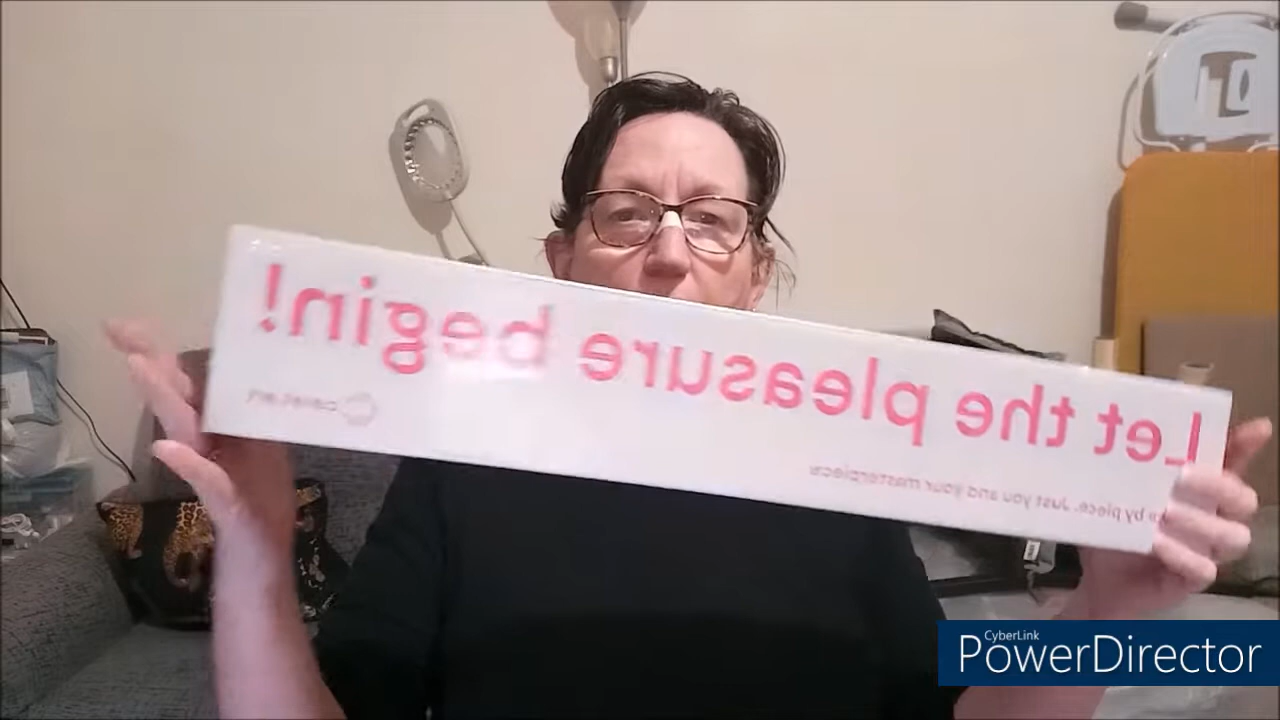 Let the pleasure begin!
by piece. Just you and your masterpiece
CyberLink
PowerDirector